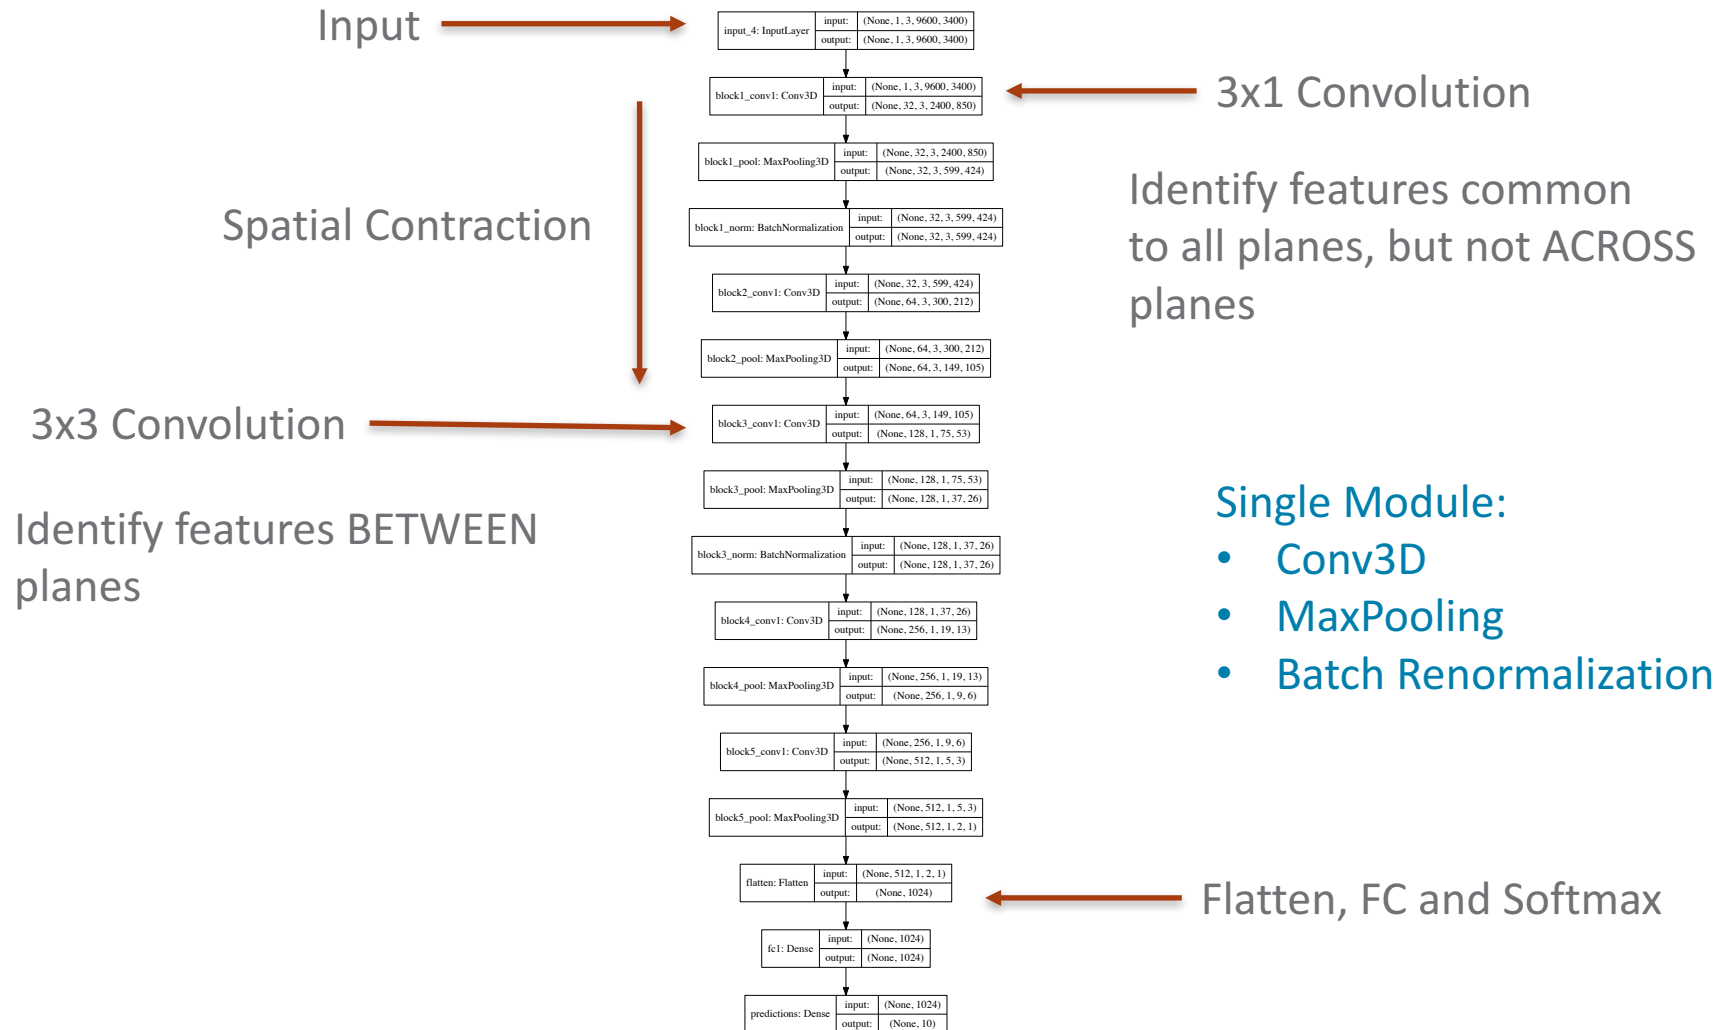 Input
input_4: InputLayer
input: (None, 1, 3, 9600, 3400)
output: (None, 1, 3, 9600, 3400)
block1_conv1: Conv3D
input: (None, 1, 3, 9600, 3400)
output: (None, 32, 3, 2400, 850)
3x1 Convolution
block1_pool: MaxPooling3D
input: (None, 32, 3, 2400, 850)
output: (None, 32, 3, 599, 424)
Identify features common
to all planes, but not ACROSS
planes
Spatial Contraction
block1_norm: BatchNormalization
input: (None, 32, 3, 599, 424)
output: (None, 32, 3, 599, 424)
block2_conv1: Conv3D
input: (None, 32, 3, 599, 424)
output: (None, 64, 3, 300, 212)
block2_pool: MaxPooling3D
input: (None, 64, 3, 300, 212)
output: (None, 64, 3, 149, 105)
3x3 Convolution
block3_conv1: Conv3D
input: (None, 64, 3, 149, 105)
output: (None, 128, 1, 75, 53)
block3_pool: MaxPooling3D
input: (None, 128, 1, 75, 53)
output: (None, 128, 1, 37, 26)
Identify features BETWEEN
planes
block3_norm: BatchNormalization
input: (None, 128, 1, 37, 26)
output: (None, 128, 1, 37, 26)
Single Module:
• Conv3D
• MaxPooling
• Batch Renormalization
block4_conv1: Conv3D
input: (None, 128, 1, 37, 26)
output: (None, 256, 1, 19, 13)
block4_pool: MaxPooling3D
input: (None, 256, 1, 19, 13)
output: (None, 256, 1, 9, 6)
block5_conv1: Conv3D
input: (None, 256, 1, 9, 6)
output: (None, 512, 1, 5, 3)
block5_pool: MaxPooling3D
input: (None, 512, 1, 5, 3)
output: (None, 512, 1, 2, 1)
flatten: Flatten
input: (None, 512, 1, 2, 1)
output: (None, 1024)
Flatten, FC and Softmax
fc1: Dense
input: (None, 1024)
output: (None, 1024)
predictions: Dense
input: (None, 1024)
output: (None, 10)